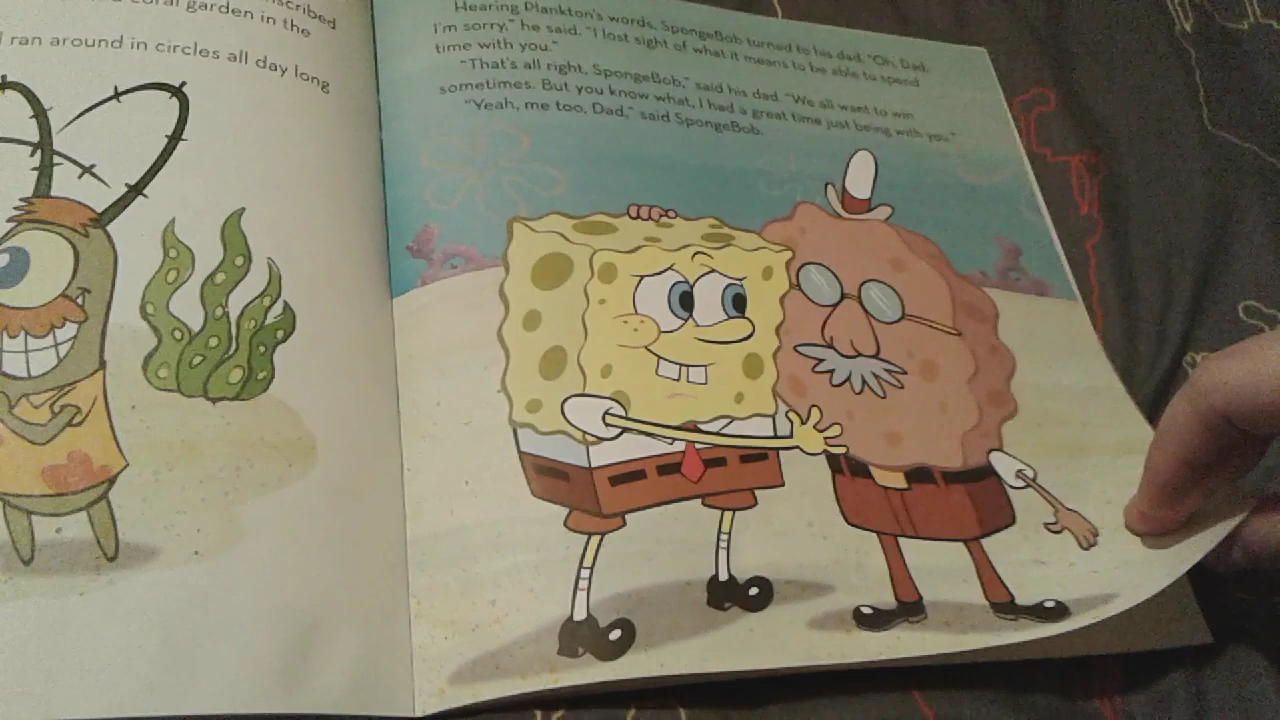 scribed
coral garden in the
ran around in circles all day long
Hearing Plankton's words, SpongeBob turned to his dad. "Oh, Dad,
I'm sorry," he said. "I lost sight of what it means to be able to spend
time with you."
"That's all right, SpongeBob," said his dad. "We all want to win
sometimes. But you know what, I had a great time just being with you."
"Yeah, me too, Dad," said SpongeBob.